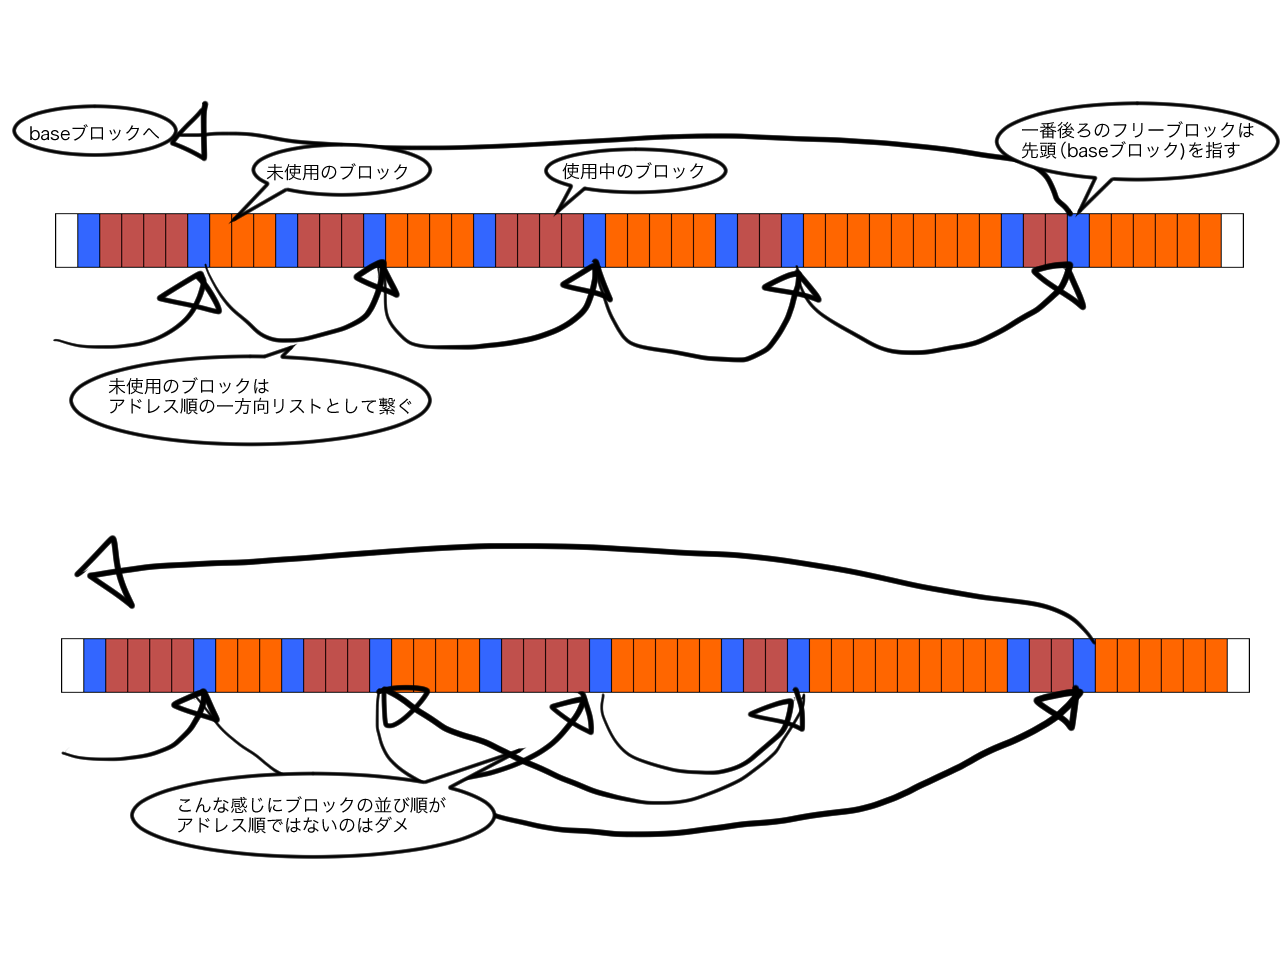 baseブロックへ
一番後ろのフリーブロックは
先頭(baseブロック)を指す
未使用のブロック
使用中のブロック
未使用のブロックは
アドレス順の一方向リストとして繋ぐ
こんな感じにブロックの並び順が
アドレス順ではないのはダメ